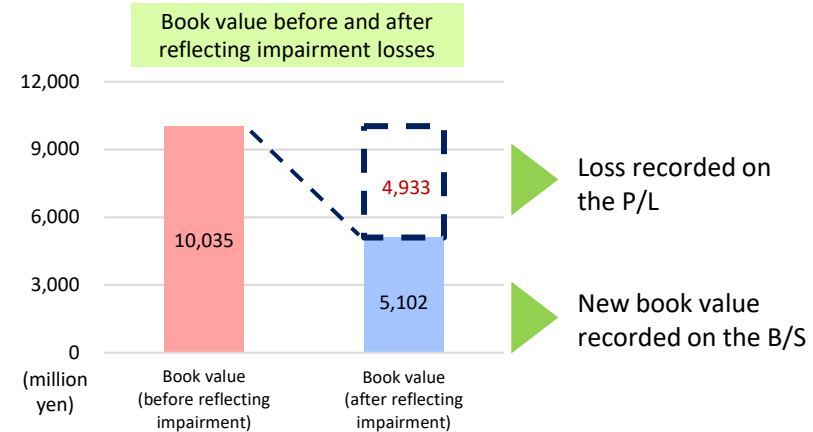 Book value before and after
reflecting impairment losses
12,000
9,000
6,000
3,000
0
(million
yen)
10,035
4,933
5,102
Book value
(before reflecting
impairment)
Book value
(after reflecting
impairment)
Loss recorded on
the P/L
New book value
recorded on the B/S